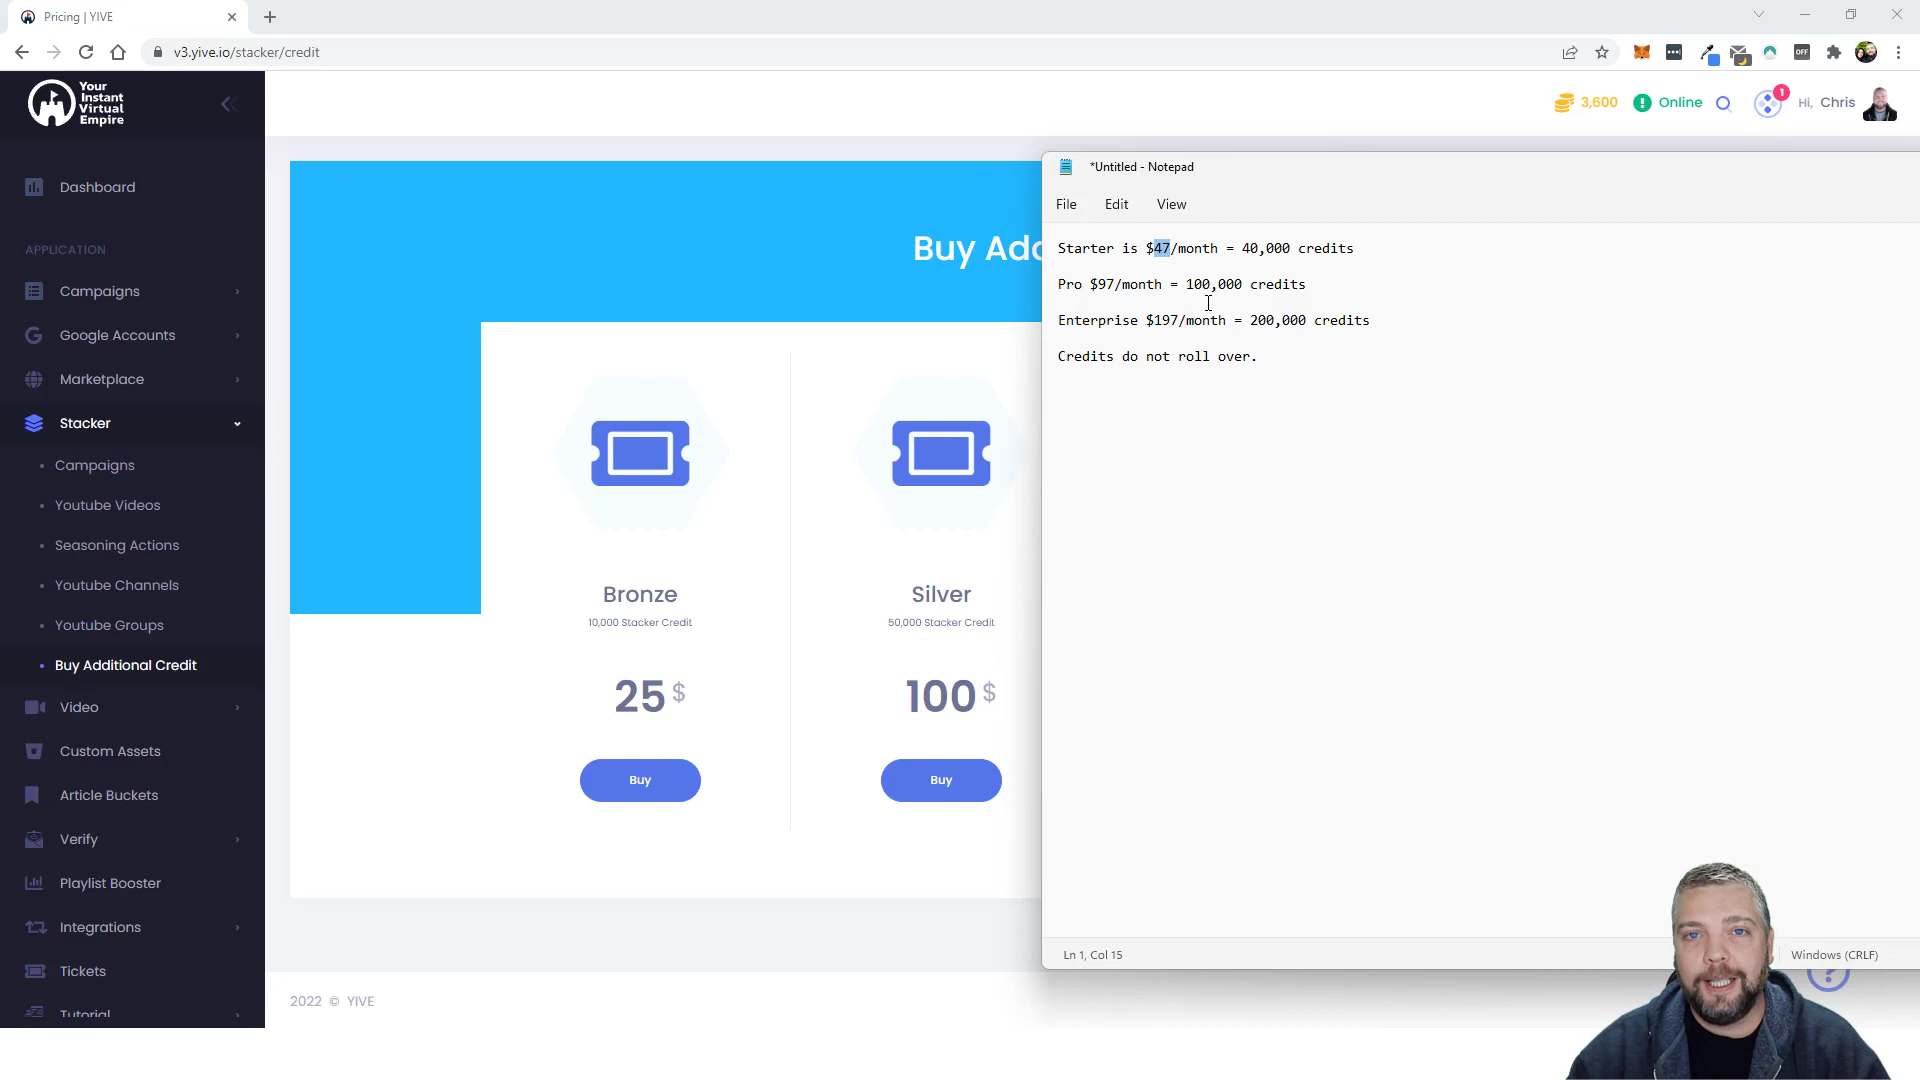 Pricing | YIVE
v3.yive.io/stacker/credit
OFF
Your
Instant
Virtual
Empire
3,600
Online
1
Hi, Chris
Dashboard
APPLICATION
Campaigns
Google Accounts
Marketplace
Stacker
Campaigns
Youtube Videos
Seasoning Actions
Youtube Channels
Youtube Groups
Buy Additional Credit
Video
Custom Assets
Article Buckets
Verify
Playlist Booster
Integrations
Tickets
Tutorial
Buy Add
Bronze
10,000 Stacker Credit
25 $
Buy
Silver
50,000 Stacker Credit
100 $
Buy
2022 © YIVE
*Untitled - Notepad
File Edit View
Starter is $47/month = 40,000 credits
Pro $97/month = 100,000 credits
Enterprise $197/month = 200,000 credits
Credits do not roll over.
Ln 1, Col 15
Windows (CRLF)
?